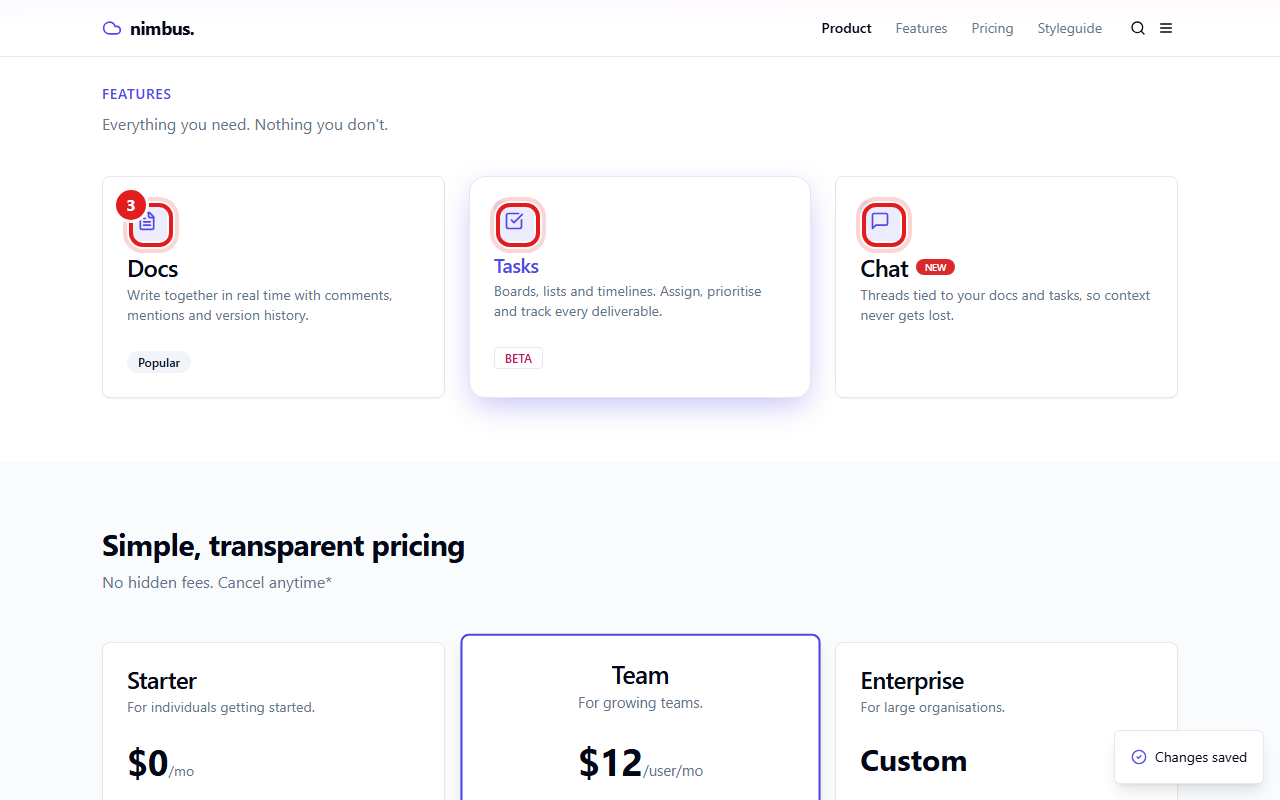 nimbus.
Product Features Pricing Styleguide
FEATURES
Everything you need. Nothing you don't.
3
Docs
Write together in real time with comments,
mentions and version history.
Popular
Tasks
Boards, lists and timelines. Assign, prioritise
and track every deliverable.
BETA
Chat NEW
Threads tied to your docs and tasks, so context
never gets lost.
Simple, transparent pricing
No hidden fees. Cancel anytime*
Starter
For individuals getting started.
$0/mo
Team
For growing teams.
$12/user/mo
Enterprise
For large organisations.
Custom
Changes saved